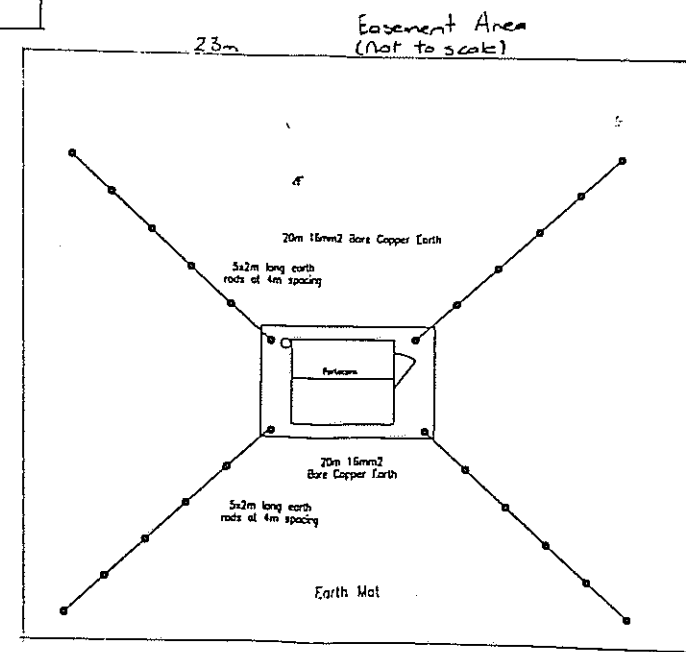 Easement Area
23m (Not to scale)
20m 16mm2 Bare Copper Earth
5x2m long earth
rods at 4m spacing
20m 16mm2
Bare Copper Earth
5x2m long earth
rods at 4m spacing
Earth Mat